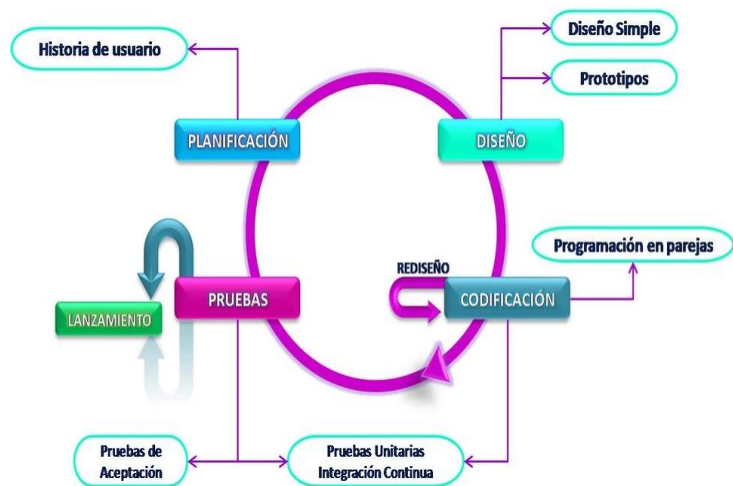 Historia de usuario
Diseño Simple
Prototipos
PLANIFICACIÓN
DISEÑO
Programación en parejas
REDISEÑO
PRUEBAS
CODIFICACIÓN
LANZAMIENTO
Pruebas de
Aceptación
Pruebas Unitarias
Integración Continua